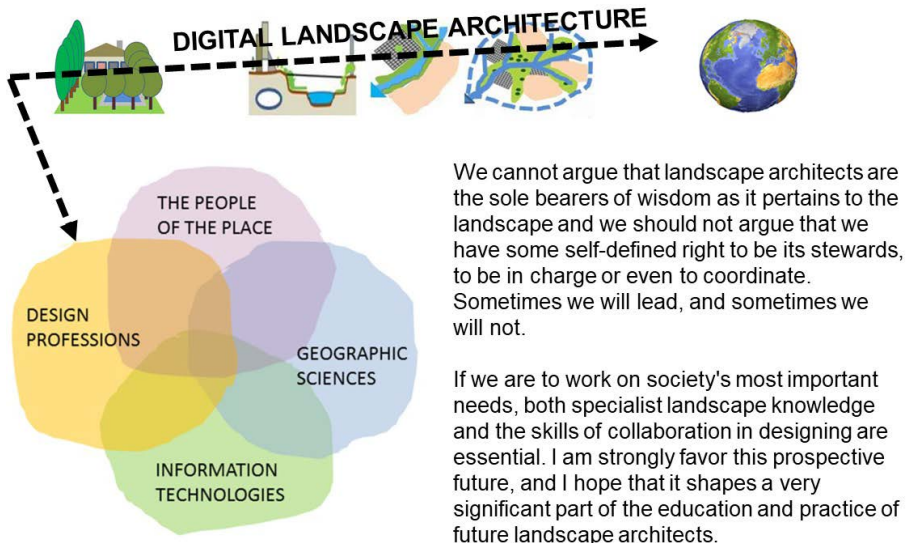 DIGITAL LANDSCAPE ARCHITECTURE
THE PEOPLE
OF THE PLACE
DESIGN
PROFESSIONS
GEOGRAPHIC
SCIENCES
INFORMATION
TECHNOLOGIES
We cannot argue that landscape architects are
the sole bearers of wisdom as it pertains to the
landscape and we should not argue that we
have some self-defined right to be its stewards,
to be in charge or even to coordinate.
Sometimes we will lead, and sometimes we
will not.
If we are to work on society's most important
needs, both specialist landscape knowledge
and the skills of collaboration in designing are
essential. I am strongly favor this prospective
future, and I hope that it shapes a very
significant part of the education and practice of
future landscape architects.